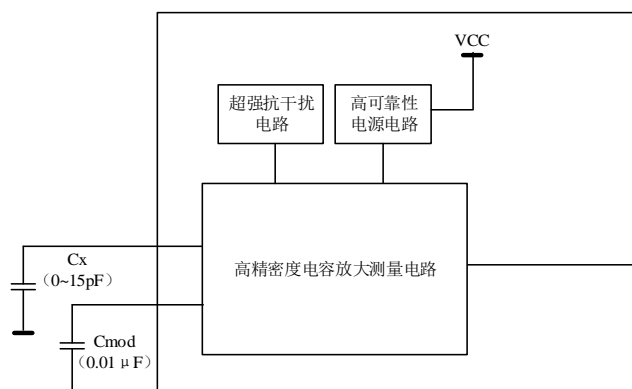 VCC
超强抗干扰
电路
高可靠性
电源电路
高精密度电容放大测量电路
Cx
（0~15pF）
Cmod
（0.01μF）